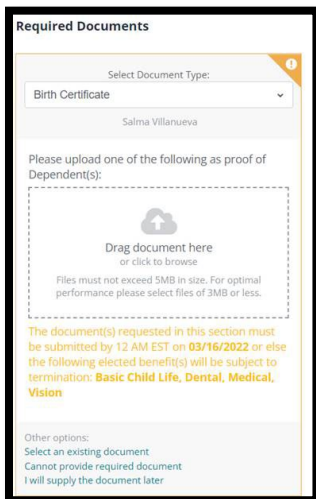 Required Documents
!
Select Document Type:
Birth Certificate
Salma Villanueva
Please upload one of the following as proof of
Dependent(s):
Drag document here
or click to browse
Files must not exceed 5MB in size. For optimal
performance please select files of 3MB or less.
The document(s) requested in this section must
be submitted by 12 AM EST on 03/16/2022 or else
the following elected benefit(s) will be subject to
termination: Basic Child Life, Dental, Medical,
Vision
Other options:
Select an existing document
Cannot provide required document
I will supply the document later